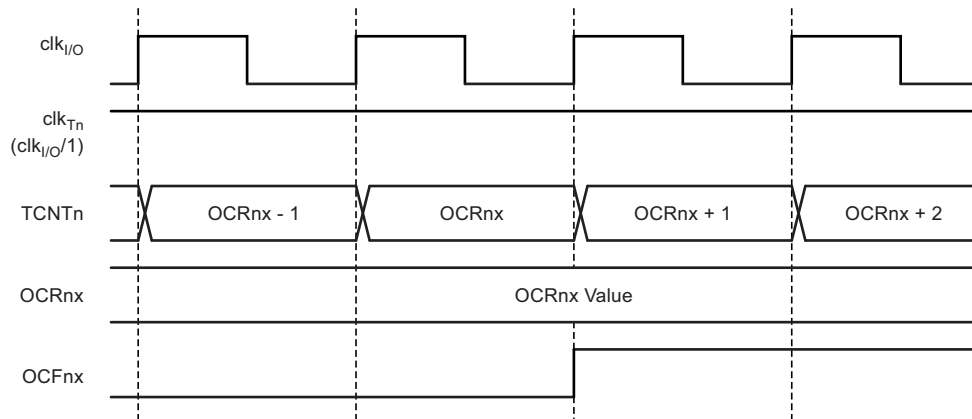 clkI/O
clkTn
(clkI/O/1)
TCNTn OCRnx - 1 OCRnx OCRnx + 1 OCRnx + 2
OCRnx OCRnx Value
OCFnx